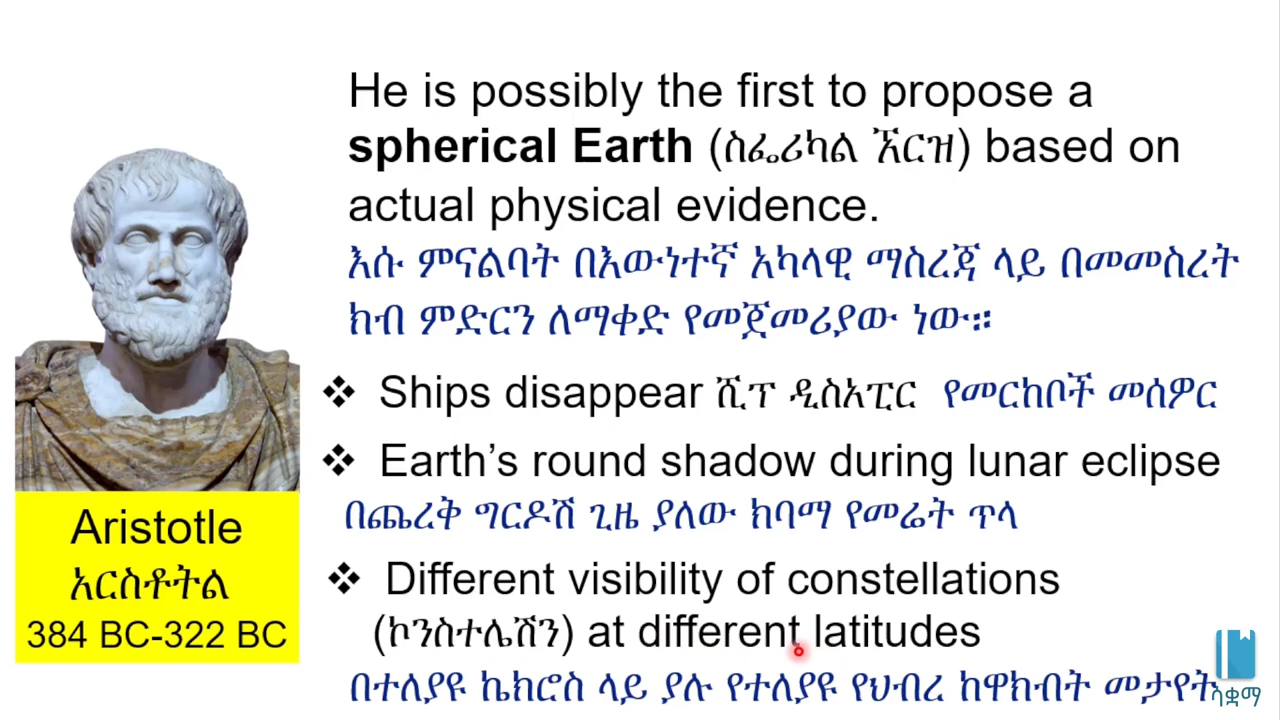 He is possibly the first to propose a
spherical Earth (ስፌሪካል ኧርዝ) based on
actual physical evidence.
እሱ ምናልባት በእውነተኛ አካላዊ ማስረጃ ላይ በመመስረት
ክብ ምድርን ለማቀድ የመጀመሪያው ነው።
❖ Ships disappear ሺፕ ዲስአፒር የመርከቦች መሰዎር
❖ Earth’s round shadow during lunar eclipse
በጨረቅ ግርዶሽ ጊዜ ያለው ክባማ የመሬት ጥላ
❖ Different visibility of constellations
(ኮንስተሌሽን) at different latitudes
በተለያዩ ኬክሮስ ላይ ያሉ የተለያዩ የህብረ ከዋክብት መታየት
Aristotle
አርስቶትል
384 BC-322 BC
ሳቋማ